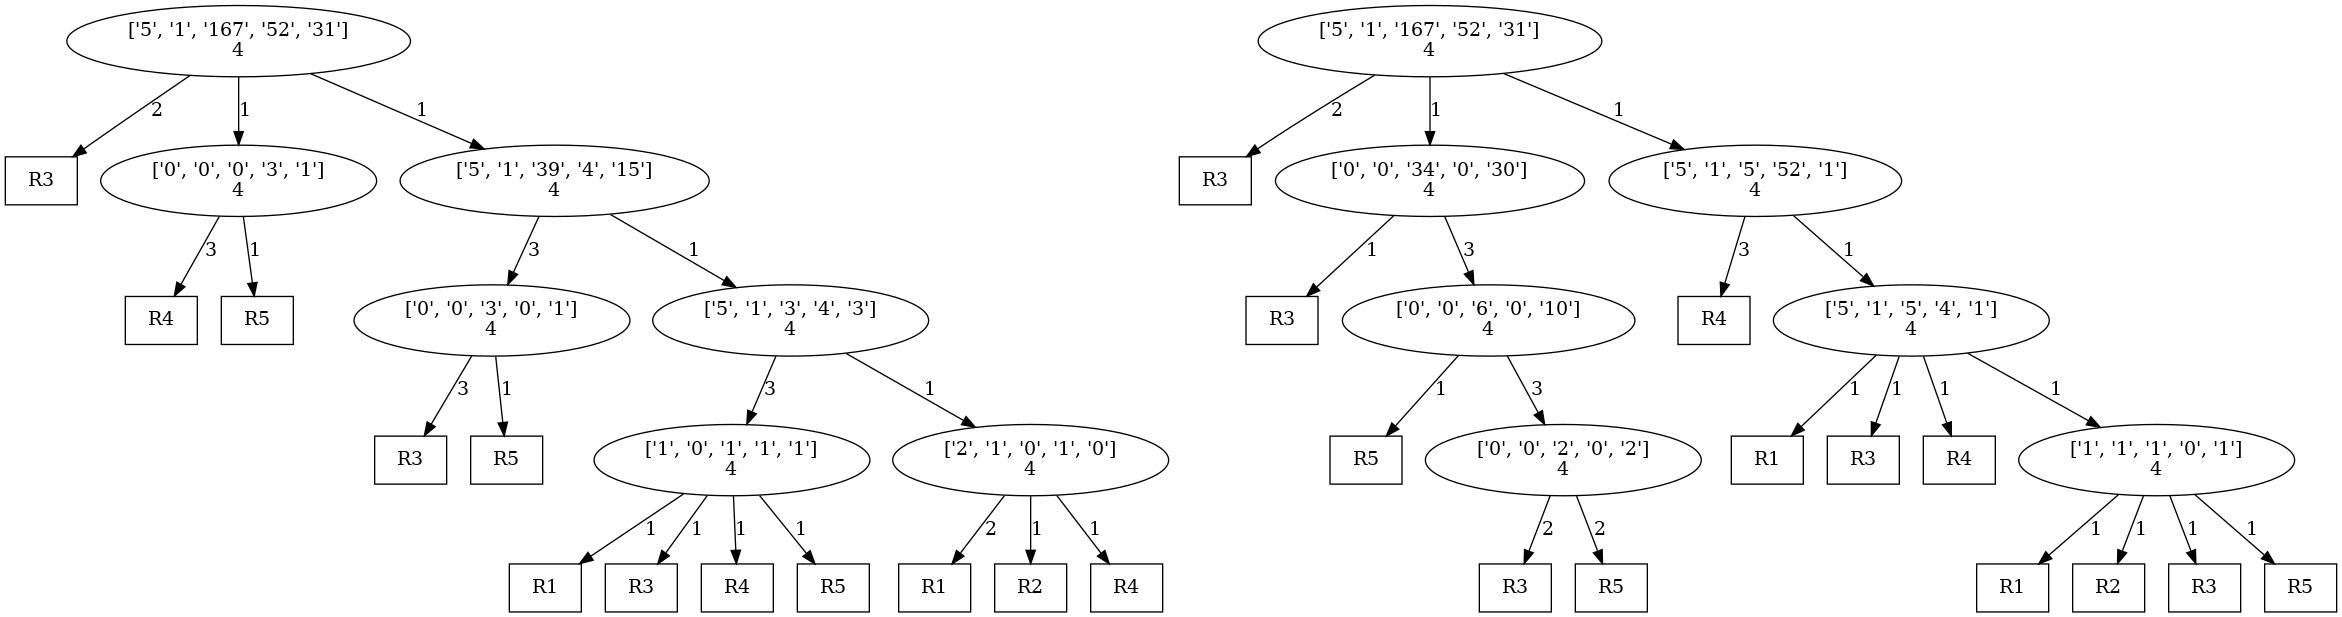 ['5', '1', '167', '52', '31']
4
['5', '1', '167', '52', '31']
4
2
1
1
2
1
1
R3
['0', '0', '0', '3', '1']
4
['5', '1', '39', '4', '15']
4
R3
['0', '0', '34', '0', '30']
4
['5', '1', '5', '52', '1']
4
3
1
3
1
1
3
3
1
R4
R5
['0', '0', '3', '0', '1']
4
['5', '1', '3', '4', '3']
4
R3
['0', '0', '6', '0', '10']
4
R4
['5', '1', '5', '4', '1']
4
3
1
3
1
1
3
1
1
1
1
R3
R5
['1', '0', '1', '1', '1']
4
['2', '1', '0', '1', '0']
4
R5
['0', '0', '2', '0', '2']
4
R1
R3
R4
['1', '1', '1', '0', '1']
4
1
1
1
1
2
1
1
2
2
1
1
1
1
R1
R3
R4
R5
R1
R2
R4
R3
R5
R1
R2
R3
R5